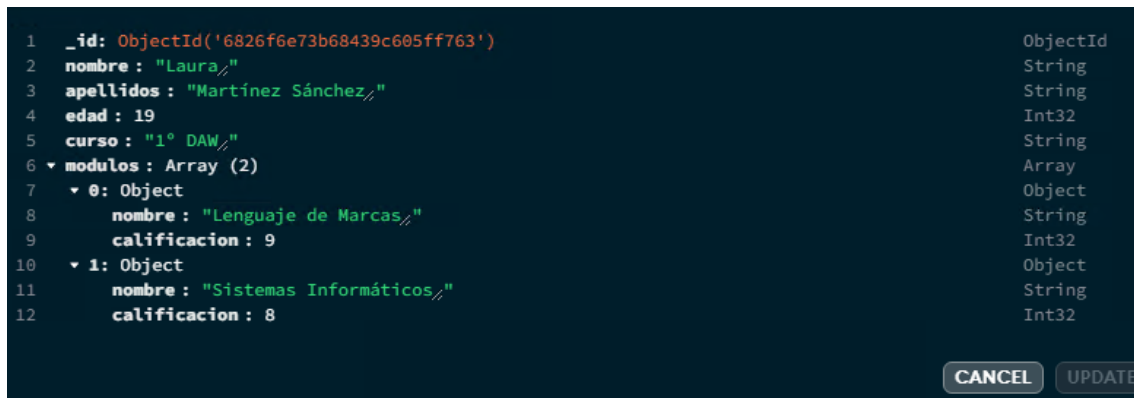 1 _id: ObjectId('6826f6e73b68439c605ff763') ObjectId
2 nombre : "Laura" String
3 apellidos : "Martínez Sánchez" String
4 edad : 19 Int32
5 curso : "1º DAW" String
6 modulos : Array (2) Array
7 0: Object Object
8 nombre : "Lenguaje de Marcas" String
9 calificacion : 9 Int32
10 1: Object Object
11 nombre : "Sistemas Informáticos" String
12 calificacion : 8 Int32
CANCEL UPDATE